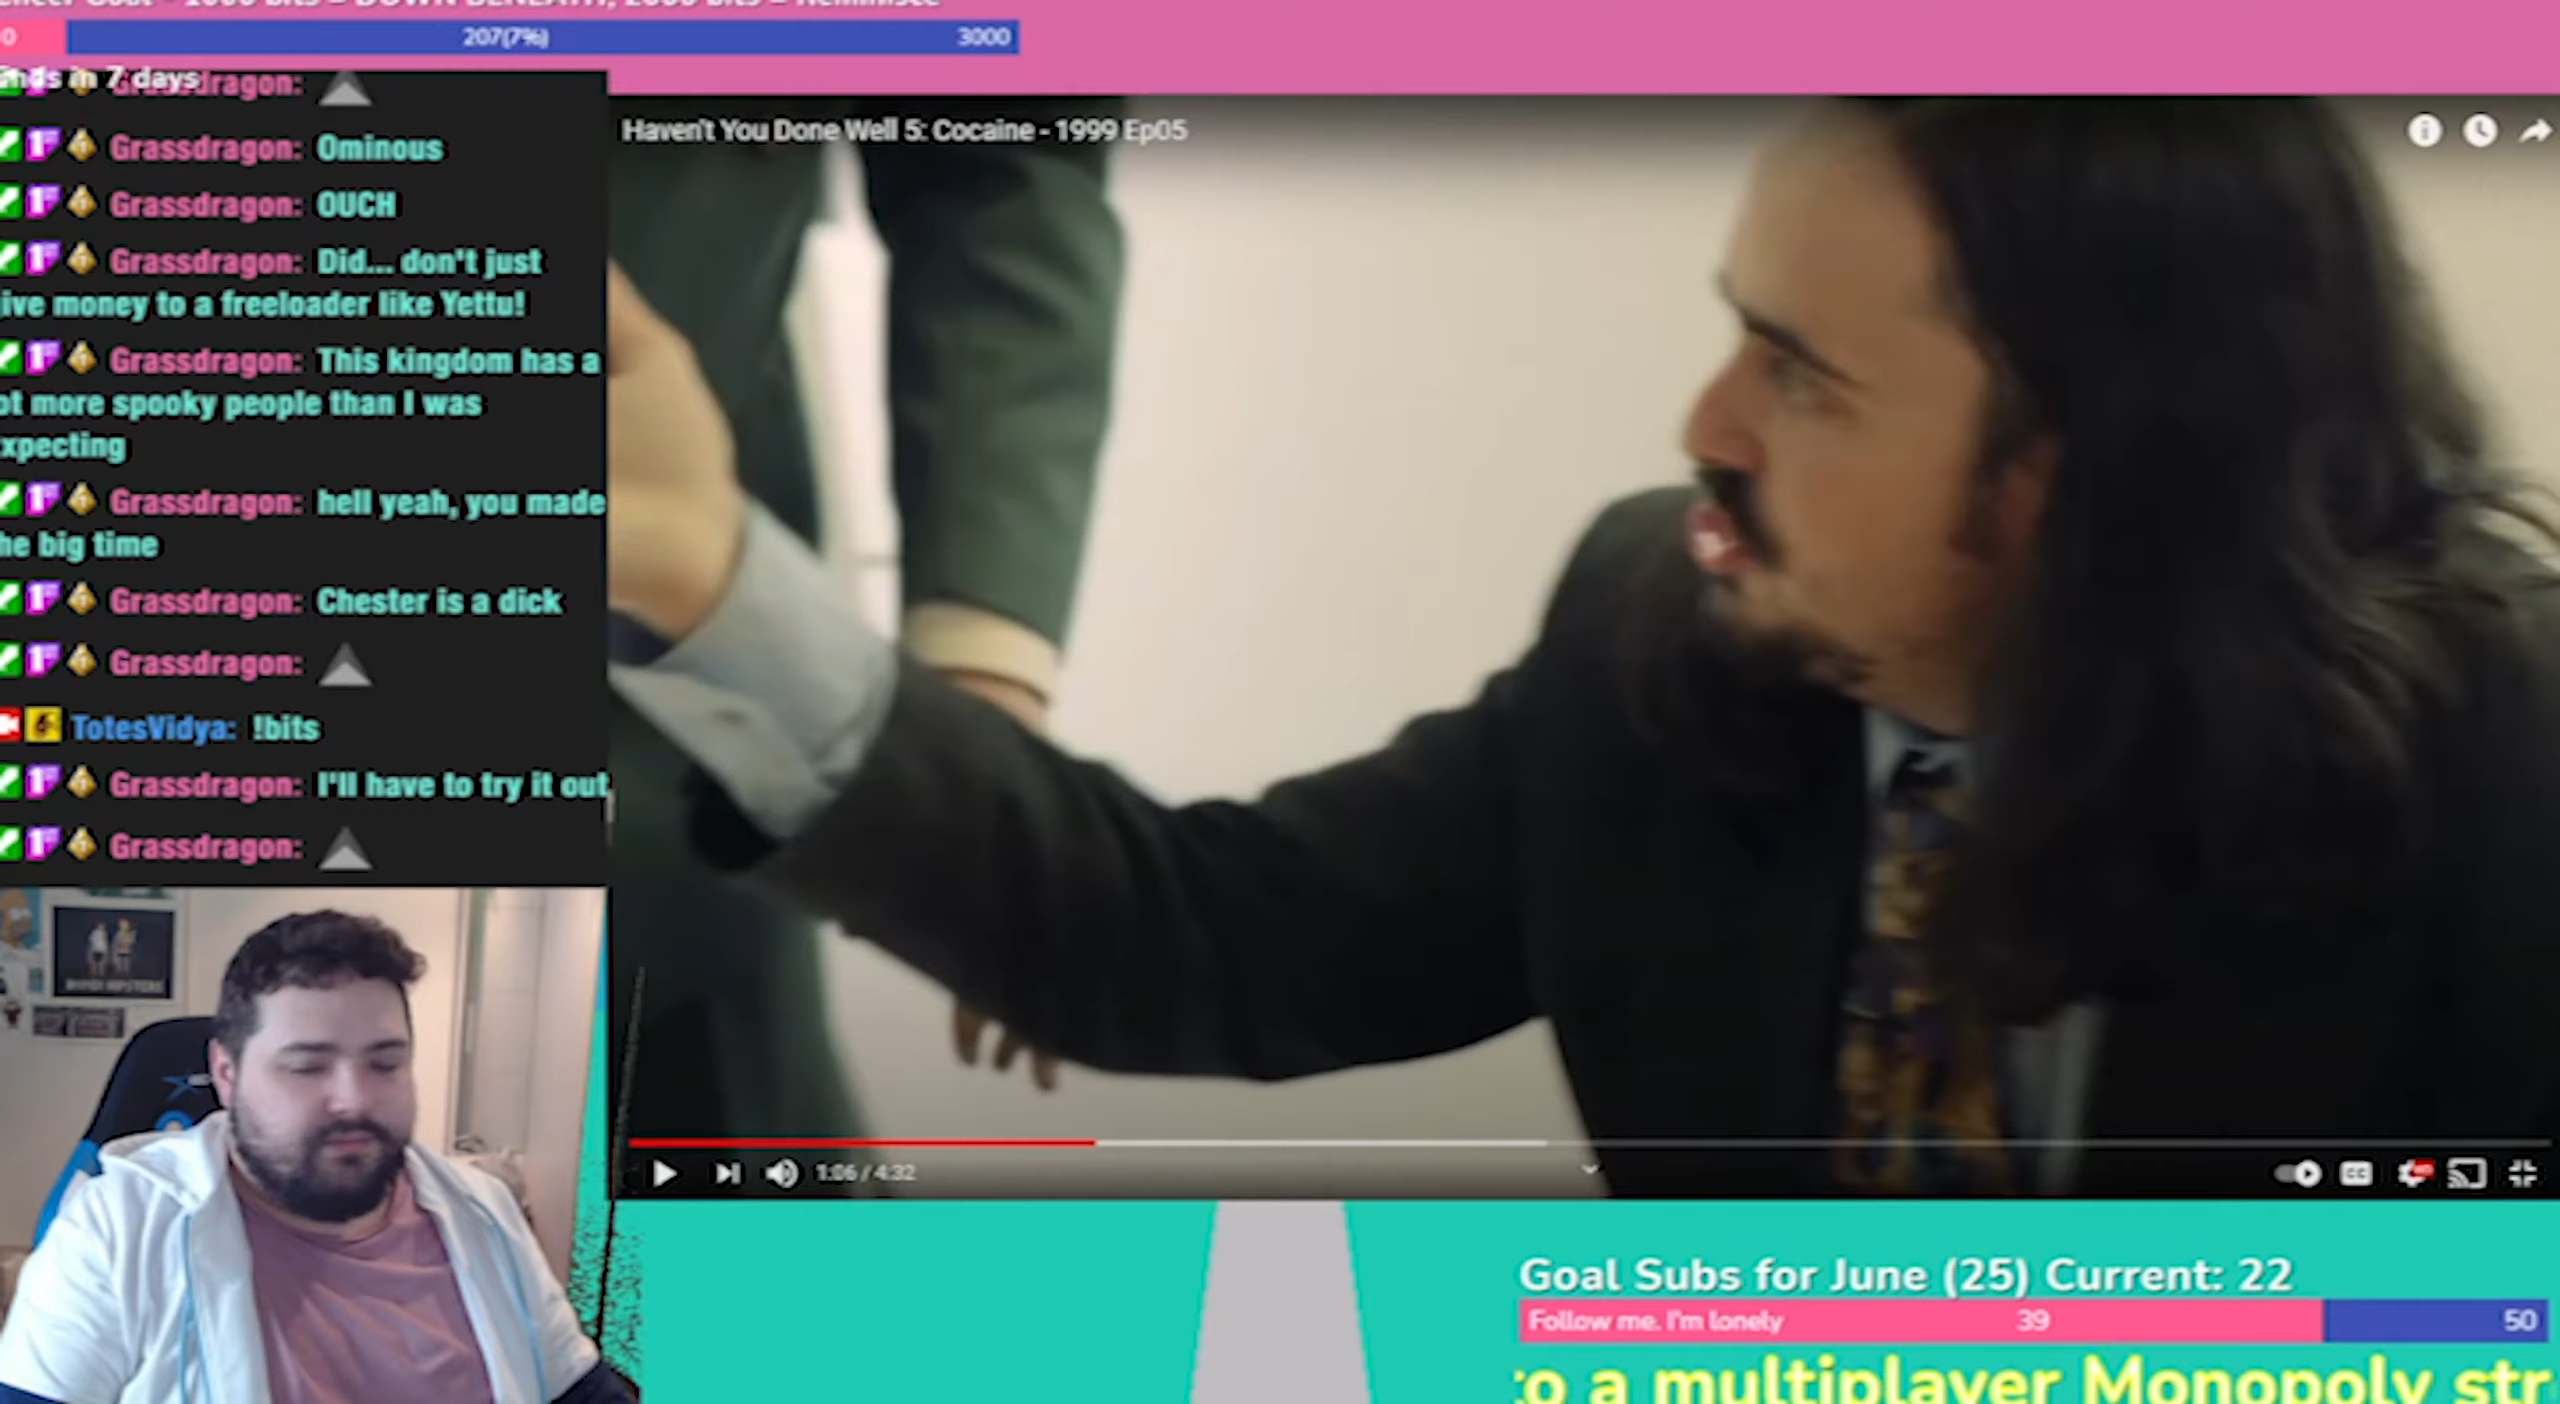 207(7%)
3000
Ends in 7 days
Grassdragon:
Grassdragon: Ominous
Grassdragon: OUCH
Grassdragon: Did... don't just
ive money to a freeloader like Yettu!
Grassdragon: This kingdom has a
ot more spooky people than I was
xpecting
Grassdragon: hell yeah, you made
he big time
Grassdragon: Chester is a dick
Grassdragon:
TotesVidya: !bits
Grassdragon: I'll have to try it out
Grassdragon:
Haven't You Done Well 5: Cocaine - 1999 Ep05
1:06 / 4:32
CC
HD
Goal Subs for June (25) Current: 22
Follow me. I'm lonely 39 50
to a multiplayer Monopoly str